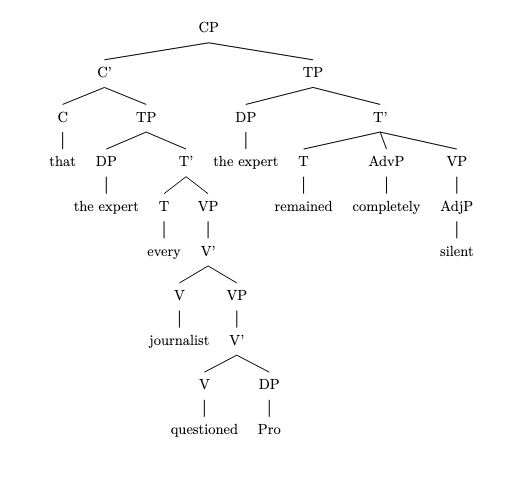 CP
C' TP
C TP DP T'
that DP T' the expert T AdvP VP
the expert T VP remained completely AdjP
every V' silent
V VP
journalist V'
V DP
questioned Pro